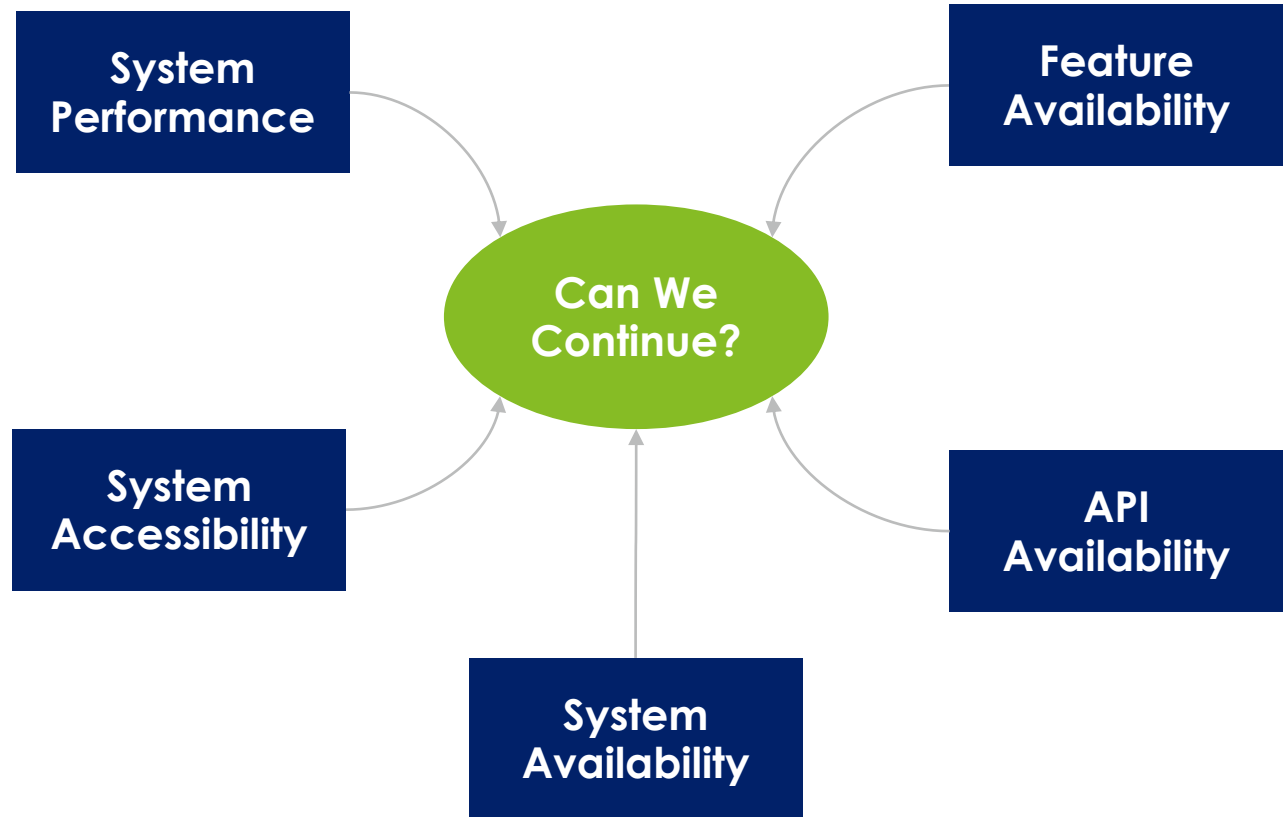 System
Performance
Feature
Availability
Can We
Continue?
System
Accessibility
API
Availability
System
Availability